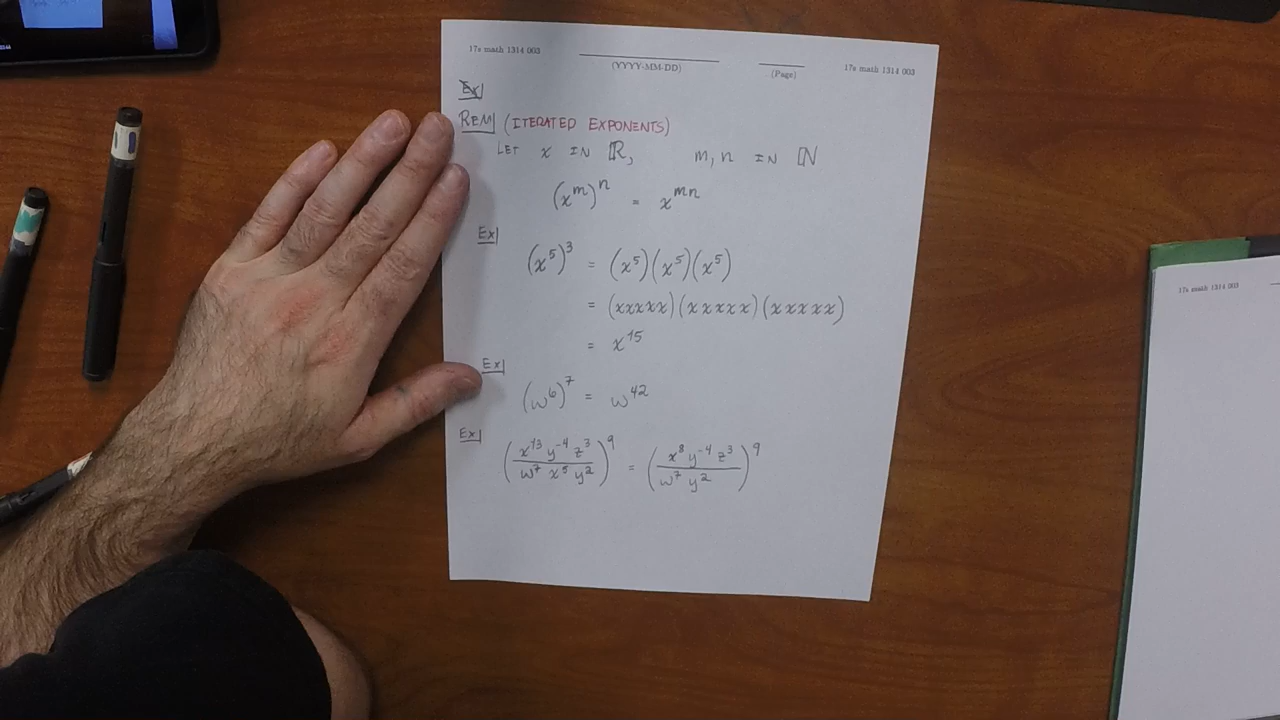 17s math 1314 003 (YYYY-MM-DD) (Page) 17s math 1314 003
Ex
REM (ITERATED EXPONENTS)
LET x IN ℝ, m, n IN ℕ
(x^m)^n = x^{mn}
Ex
(x^5)^3 = (x^5)(x^5)(x^5)
= (xxxxx)(xxxxx)(xxxxx)
= x^{15}
Ex
(w^6)^7 = w^{42}
Ex
(x^{13} y^{-4} z^3 / w^7 x^5 y^2)^9 = (x^8 y^{-4} z^3 / w^7 y^2)^9
17s math 1314 003